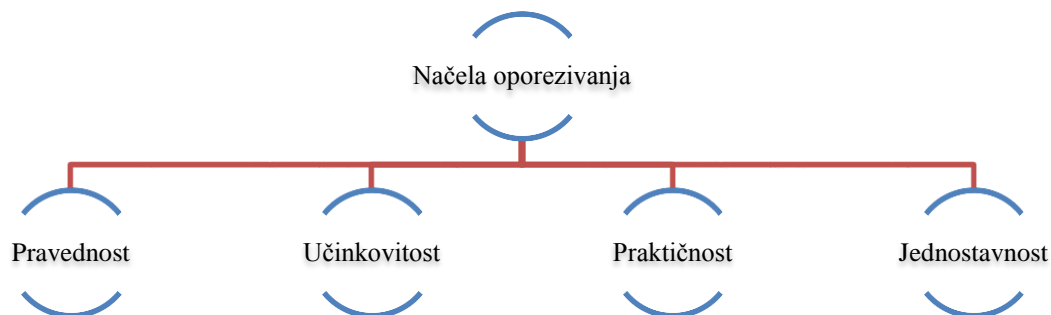 Načela oporezivanja
Pravednost
Učinkovitost
Praktičnost
Jednostavnost